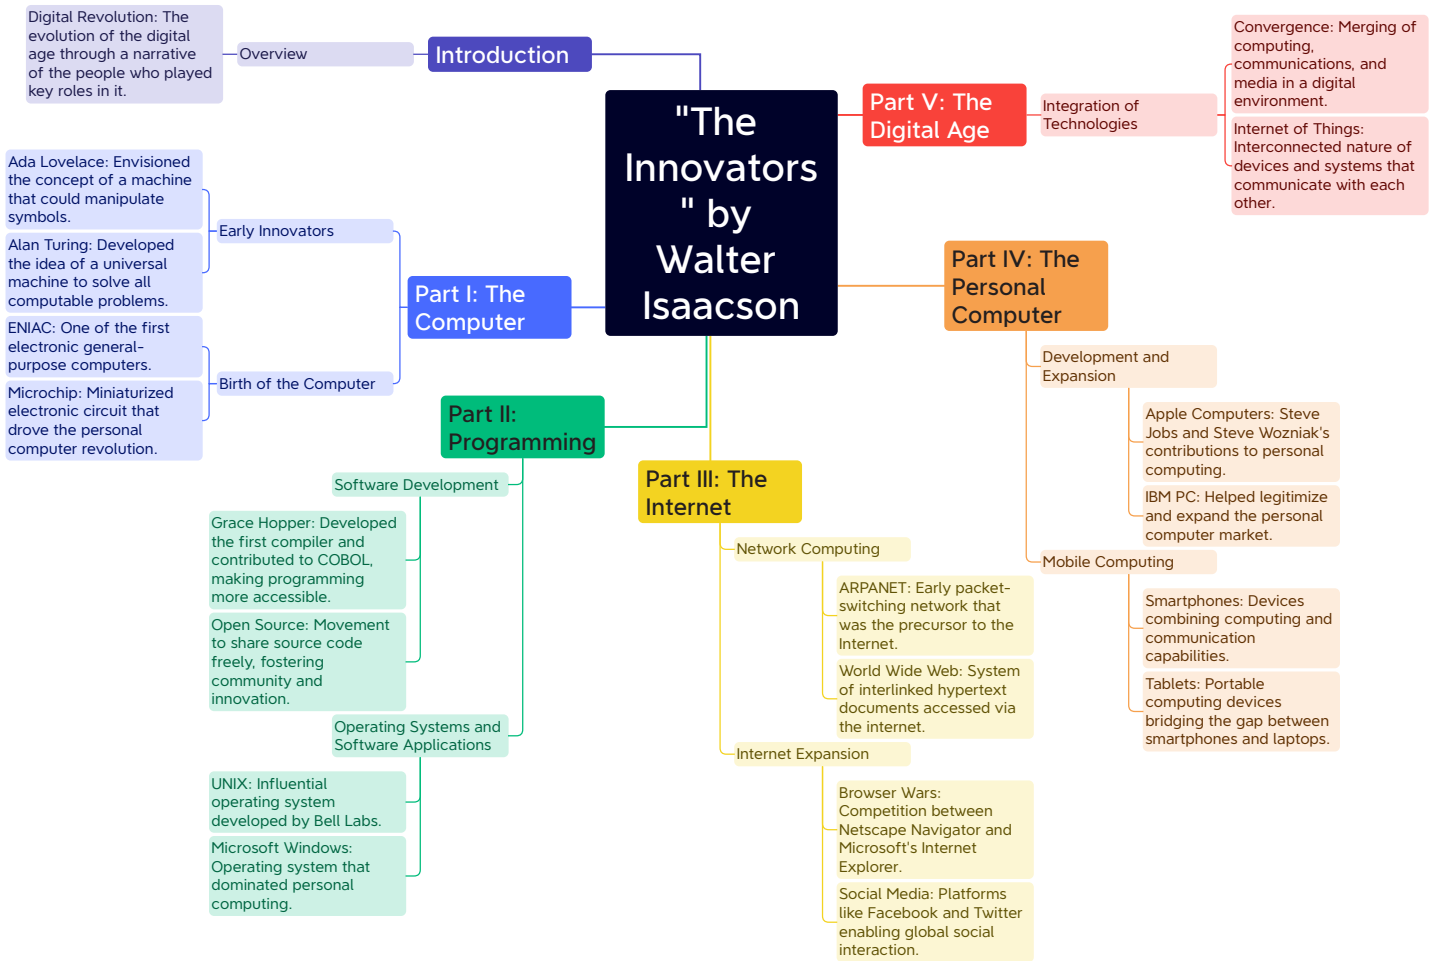 "The
Innovators
" by
Walter
Isaacson
Introduction
Overview
Digital Revolution: The
evolution of the digital
age through a narrative
of the people who played
key roles in it.
Part I: The
Computer
Early Innovators
Ada Lovelace: Envisioned
the concept of a machine
that could manipulate
symbols.
Alan Turing: Developed
the idea of a universal
machine to solve all
computable problems.
Birth of the Computer
ENIAC: One of the first
electronic general-
purpose computers.
Microchip: Miniaturized
electronic circuit that
drove the personal
computer revolution.
Part II:
Programming
Software Development
Grace Hopper: Developed
the first compiler and
contributed to COBOL,
making programming
more accessible.
Open Source: Movement
to share source code
freely, fostering
community and
innovation.
Operating Systems and
Software Applications
UNIX: Influential
operating system
developed by Bell Labs.
Microsoft Windows:
Operating system that
dominated personal
computing.
Part III: The
Internet
Network Computing
ARPANET: Early packet-
switching network that
was the precursor to the
Internet.
World Wide Web: System
of interlinked hypertext
documents accessed via
the internet.
Internet Expansion
Browser Wars:
Competition between
Netscape Navigator and
Microsoft's Internet
Explorer.
Social Media: Platforms
like Facebook and Twitter
enabling global social
interaction.
Part IV: The
Personal
Computer
Development and
Expansion
Apple Computers: Steve
Jobs and Steve Wozniak's
contributions to personal
computing.
IBM PC: Helped legitimize
and expand the personal
computer market.
Mobile Computing
Smartphones: Devices
combining computing and
communication
capabilities.
Tablets: Portable
computing devices
bridging the gap between
smartphones and laptops.
Part V: The
Digital Age
Integration of
Technologies
Convergence: Merging of
computing,
communications, and
media in a digital
environment.
Internet of Things:
Interconnected nature of
devices and systems that
communicate with each
other.